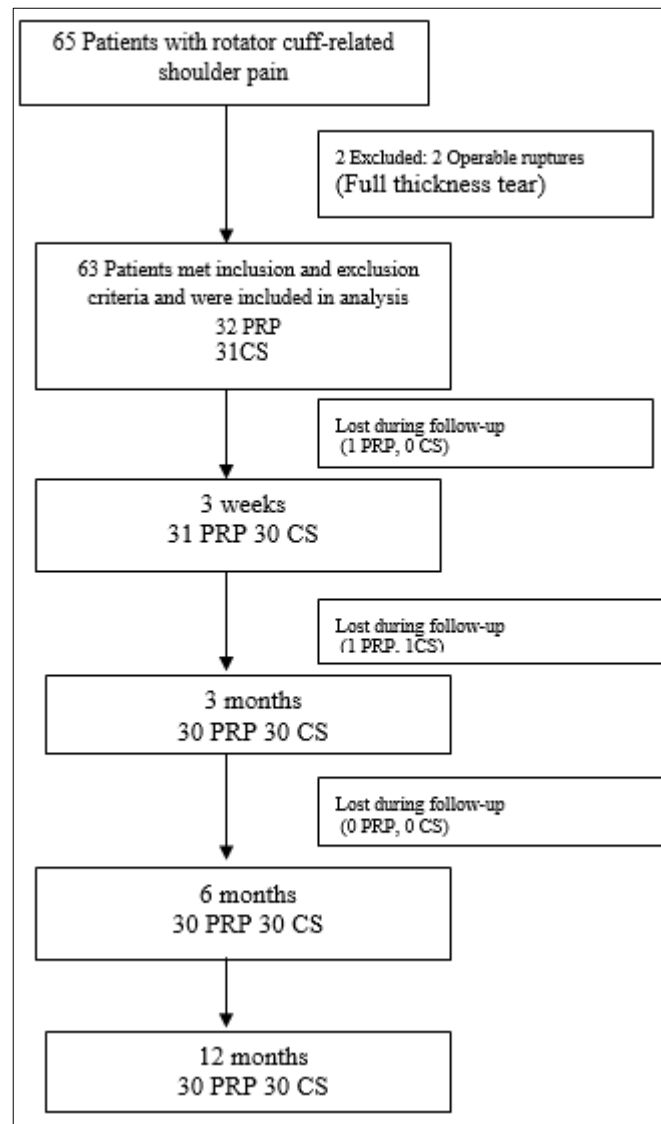 65 Patients with rotator cuff-related
shoulder pain
2 Excluded: 2 Operable ruptures
(Full thickness tear)
63 Patients met inclusion and exclusion
criteria and were included in analysis
32 PRP
31CS
Lost during follow-up
(1 PRP, 0 CS)
3 weeks
31 PRP 30 CS
Lost during follow-up
(1 PRP, 1CS)
3 months
30 PRP 30 CS
Lost during follow-up
(0 PRP, 0 CS)
6 months
30 PRP 30 CS
12 months
30 PRP 30 CS